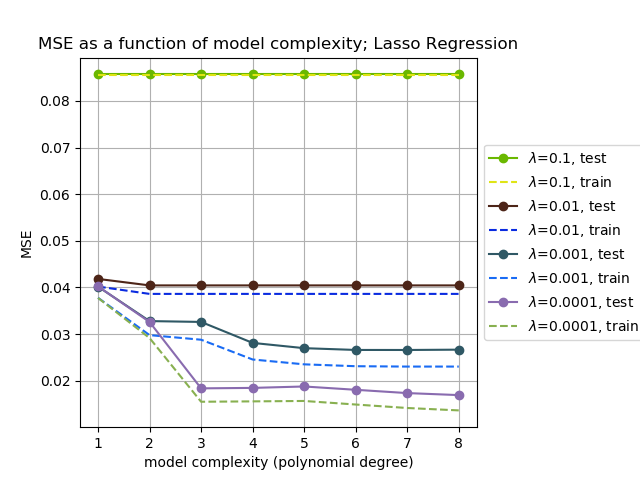 MSE as a function of model complexity; Lasso Regression
0.08
0.07
0.06
0.05
0.04
0.03
0.02
MSE
1 2 3 4 5 6 7 8
model complexity (polynomial degree)
λ=0.1, test
λ=0.1, train
λ=0.01, test
λ=0.01, train
λ=0.001, test
λ=0.001, train
λ=0.0001, test
λ=0.0001, train